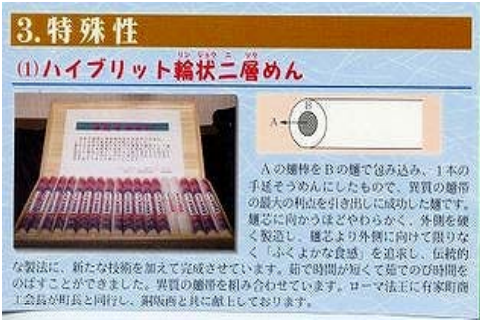 3.特殊性
リン ジョウ ニ ソウ
(1)ハイブリット輪状二層めん
B
A
Aの麺棒をBの麺で包み込み、1本の
手延そうめんにしたもので、異質の麺帯
の最大の利点を引き出しに成功した麺です。
麺芯に向かうほどやわらかく、外側を硬
く製造し、麺芯より外側に向けて限りな
く「ふくよかな食感」を追求し、伝統的
な製法に、新たな技術を加えて完成させています。茹で時間が短くて茹でのび時間を
のばすことができました。異質の麺帯を組み合わせています。ローマ法王に有家町商
工会長が町長と同行し、銅版画と共に献上しております。